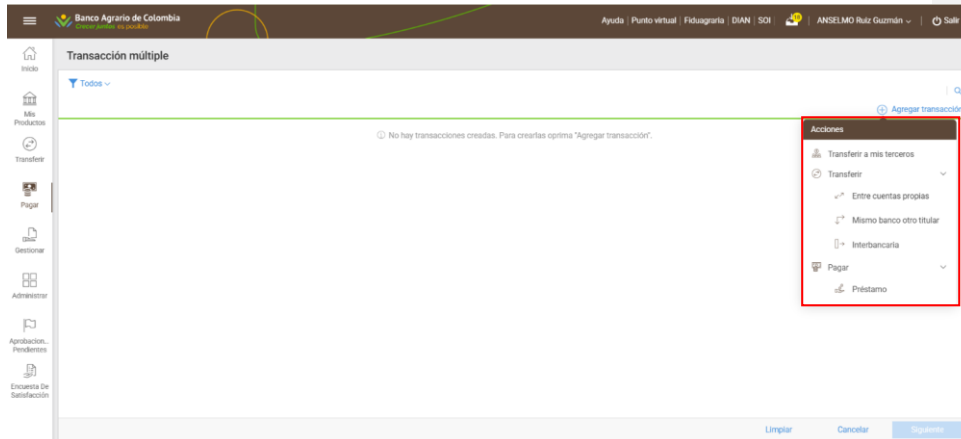 Banco Agrario de Colombia
Crecer juntos es posible
Ayuda | Punto virtual | Fiduagraria | DIAN | SOI
ANSELMO Ruiz Guzmán
Salir
Inicio
Mis
Productos
Transferir
Pagar
Gestionar
Administrar
Aprobacion...
Pendientes
Encuesta De
Satisfacción
Transacción múltiple
Todos
Agregar transacción
No hay transacciones creadas. Para crearlas oprima "Agregar transacción".
Acciones
Transferir a mis terceros
Transferir
Entre cuentas propias
Mismo banco otro titular
Interbancaria
Pagar
Préstamo
Limpiar
Cancelar
Siguiente